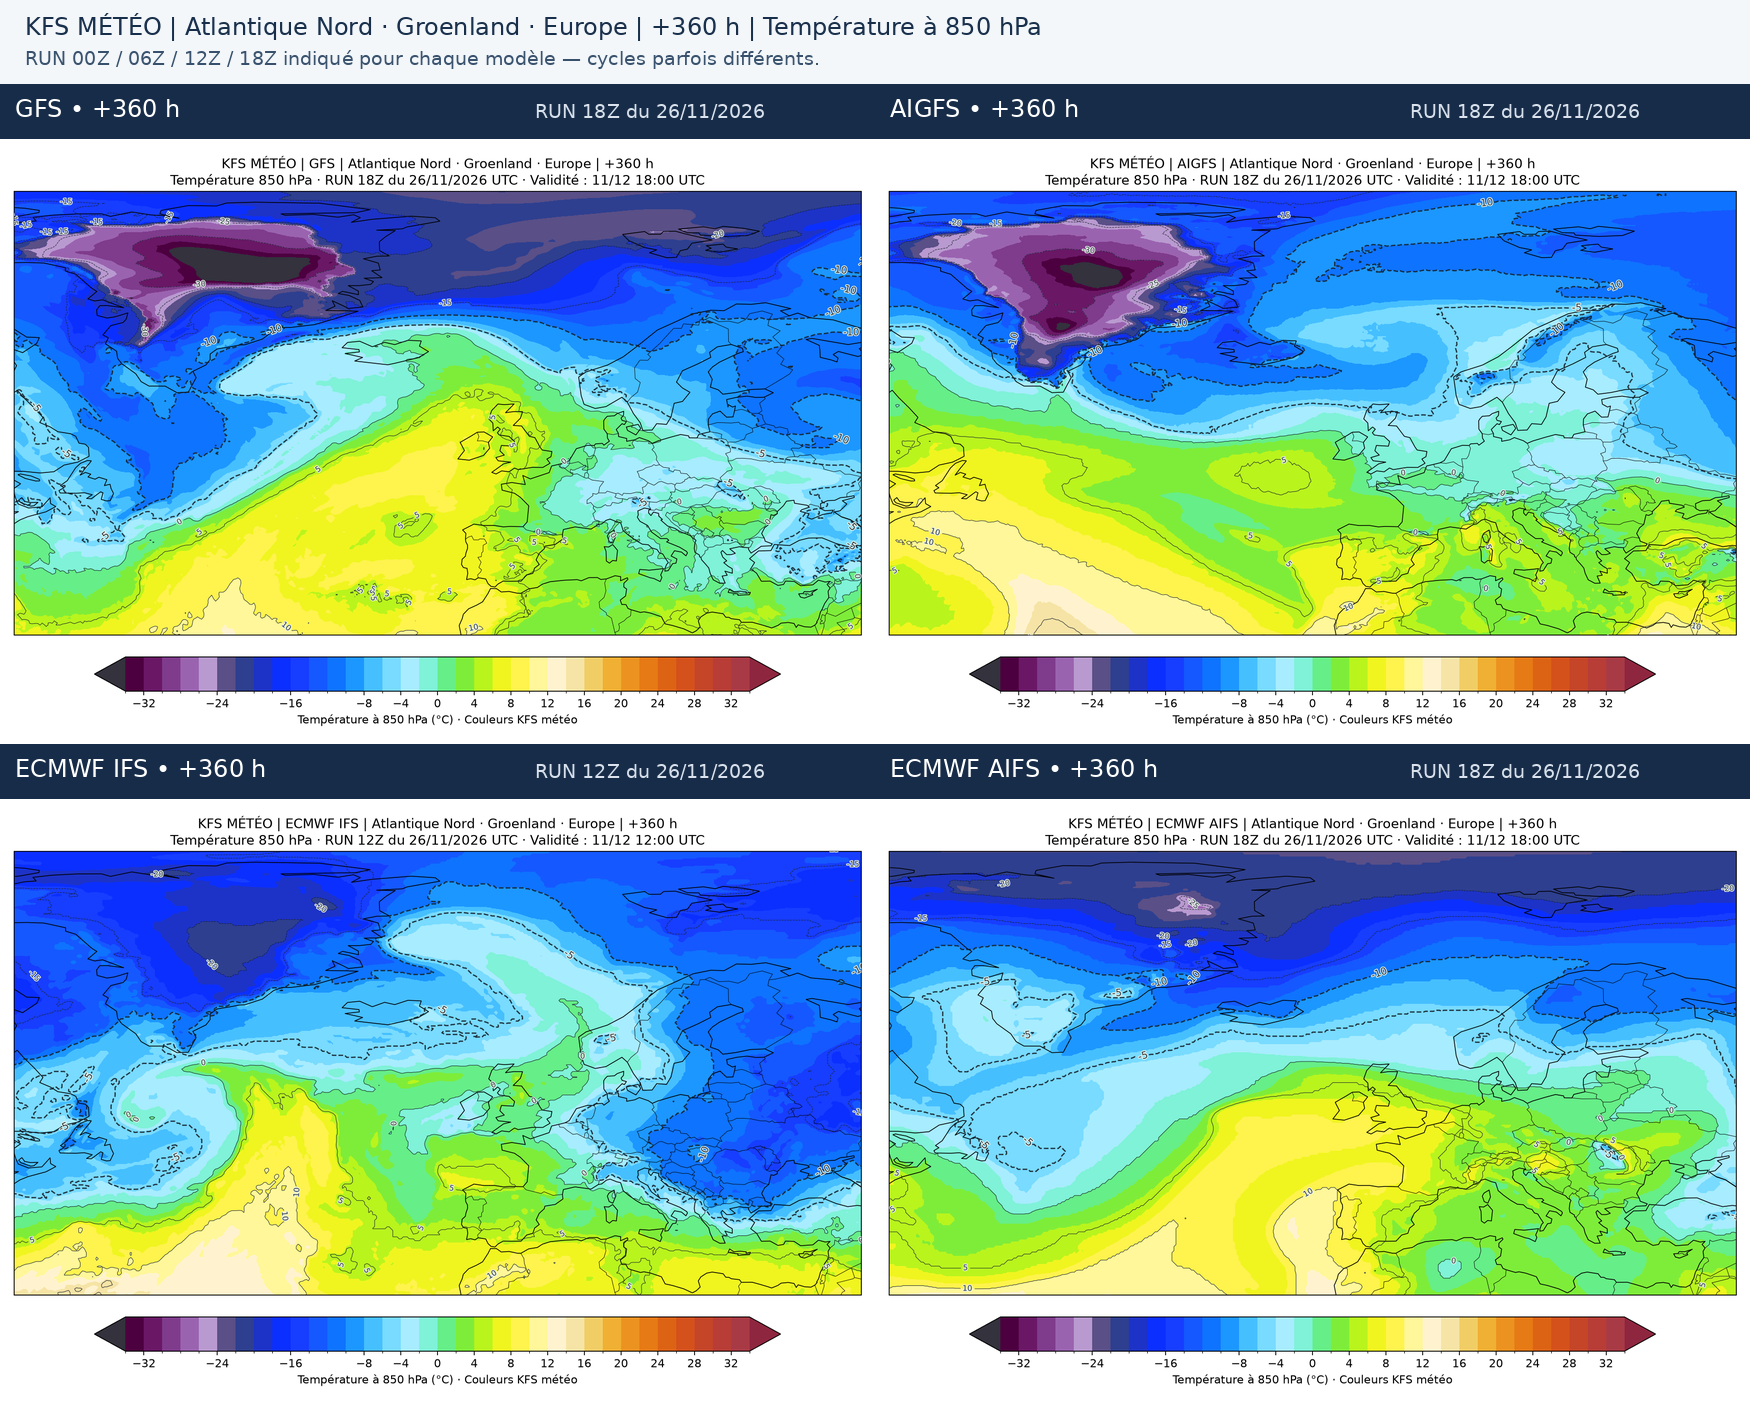 KFS MÉTÉO | Atlantique Nord · Groenland · Europe | +360 h | Température à 850 hPa
RUN 00Z / 06Z / 12Z / 18Z indiqué pour chaque modèle — cycles parfois différents.
GFS • +360 h
RUN 18Z du 26/11/2026
AIGFS • +360 h
RUN 18Z du 26/11/2026
KFS MÉTÉO | GFS | Atlantique Nord · Groenland · Europe | +360 h
Température 850 hPa · RUN 18Z du 26/11/2026 UTC · Validité : 11/12 18:00 UTC
KFS MÉTÉO | AIGFS | Atlantique Nord · Groenland · Europe | +360 h
Température 850 hPa · RUN 18Z du 26/11/2026 UTC · Validité : 11/12 18:00 UTC
−32 −24 −16 −8 −4 0 4 8 12 16 20 24 28 32
Température à 850 hPa (°C) · Couleurs KFS météo
−32 −24 −16 −8 −4 0 4 8 12 16 20 24 28 32
Température à 850 hPa (°C) · Couleurs KFS météo
ECMWF IFS • +360 h
RUN 12Z du 26/11/2026
ECMWF AIFS • +360 h
RUN 18Z du 26/11/2026
KFS MÉTÉO | ECMWF IFS | Atlantique Nord · Groenland · Europe | +360 h
Température 850 hPa · RUN 12Z du 26/11/2026 UTC · Validité : 11/12 12:00 UTC
KFS MÉTÉO | ECMWF AIFS | Atlantique Nord · Groenland · Europe | +360 h
Température 850 hPa · RUN 18Z du 26/11/2026 UTC · Validité : 11/12 18:00 UTC
−32 −24 −16 −8 −4 0 4 8 12 16 20 24 28 32
Température à 850 hPa (°C) · Couleurs KFS météo
−32 −24 −16 −8 −4 0 4 8 12 16 20 24 28 32
Température à 850 hPa (°C) · Couleurs KFS météo